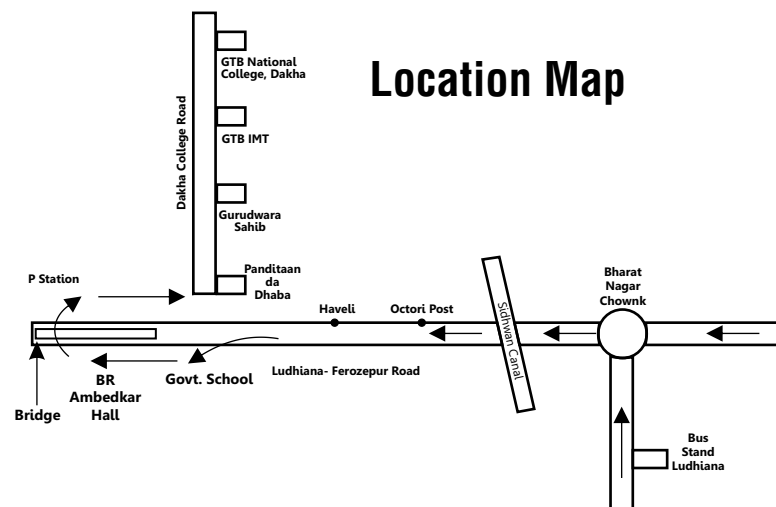 Location Map
GTB National
College, Dakha
GTB IMT
Dakha College Road
Gurudwara
Sahib
Panditaan
da
Dhaba
P Station
Haveli
Octori Post
Sidhwan Canal
Bharat
Nagar
Chownk
Govt. School
Ludhiana- Ferozepur Road
BR
Ambedkar
Hall
Bridge
Bus
Stand
Ludhiana